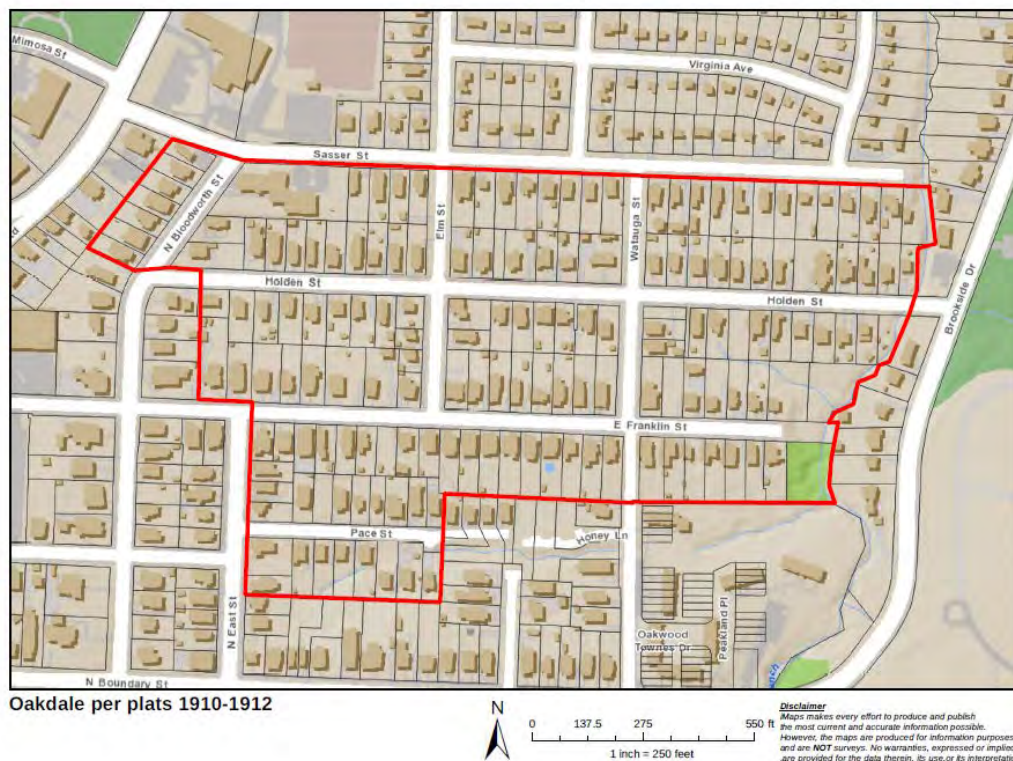 Mimosa St
Virginia Ave
Sasser St
N Bloodworth St
Elm St
Watauga St
Holden St
Holden St
Brookside Dr
E Franklin St
Pace St
Honey Ln
N East St
Oakwood
Townes Dr
Peakland Pl
N Boundary St
Oakdale per plats 1910-1912
N
0 137.5 275 550 ft
1 inch = 250 feet
Disclaimer
iMaps makes every effort to produce and publish
the most current and accurate information possible.
However, the maps are produced for information purposes
and are NOT surveys. No warranties, expressed or implied
,are provided for the data therein, its use,or its interpretatio